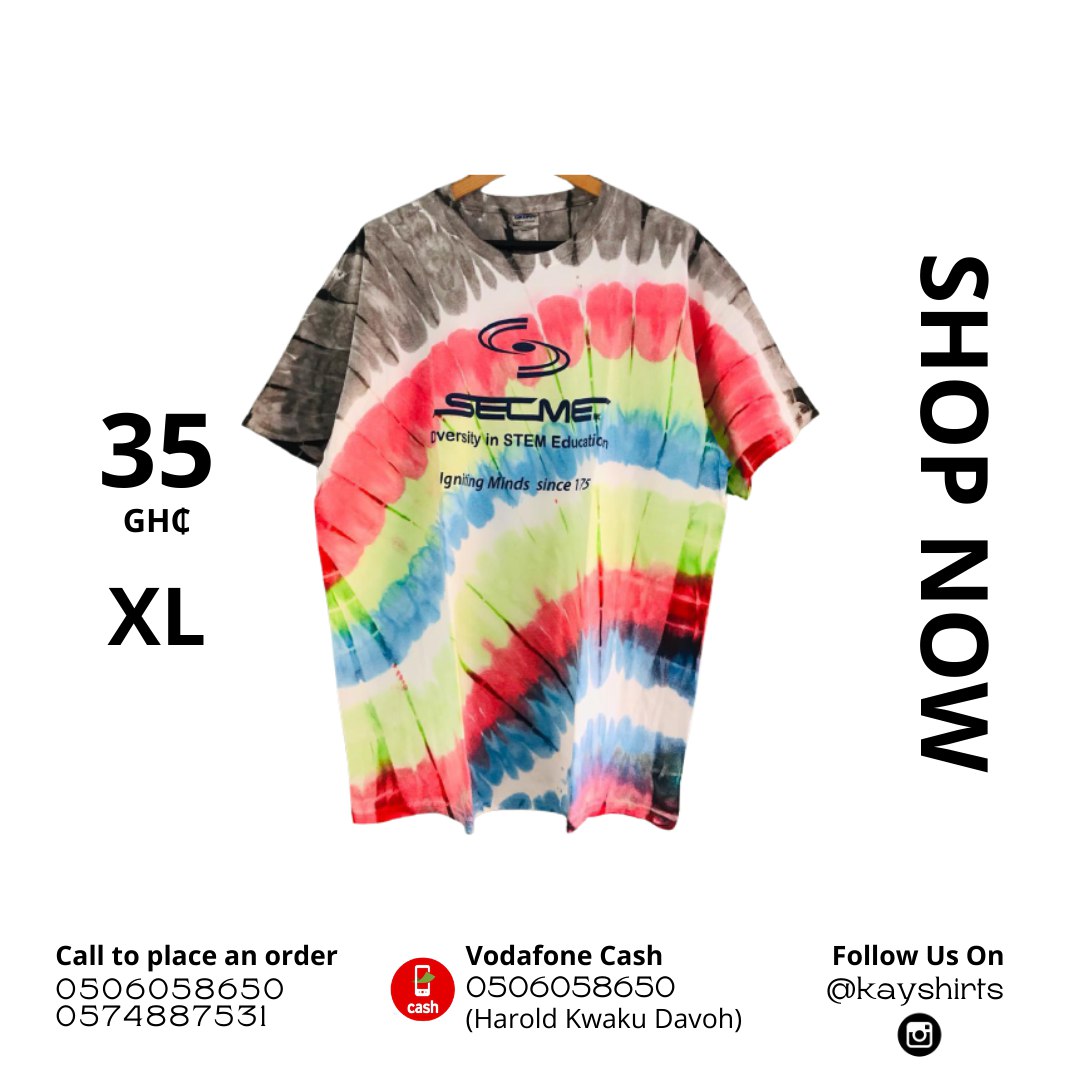 35
GH₵
XL
SECME
Diversity in STEM Education
Igniting Minds since
SHOP NOW
Call to place an order
0506058650
0574887531
cash
Vodafone Cash
0506058650
(Harold Kwaku Davoh)
Follow Us On
@kayshirts